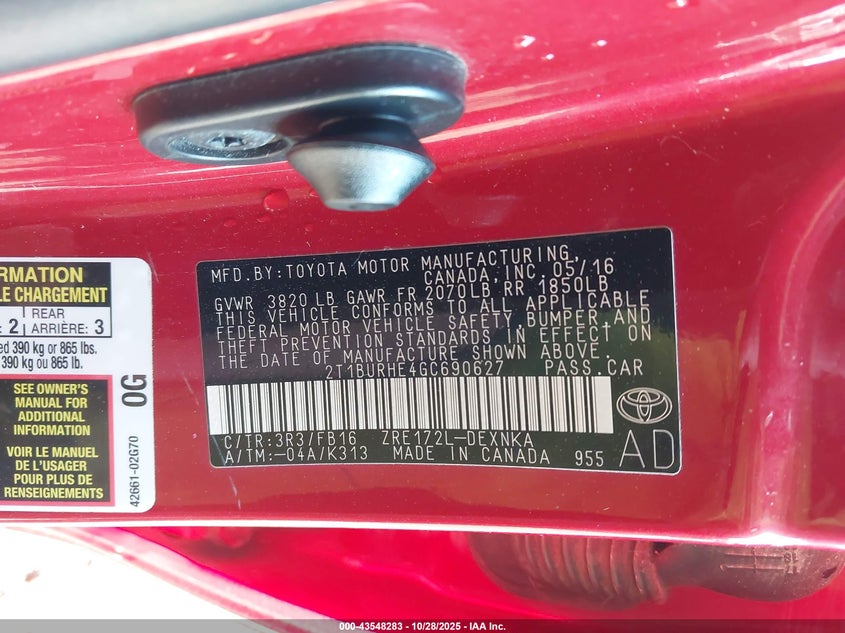 RMATION
LE CHARGEMENT
REAR
: 2 ARRIÈRE: 3
ed 390 kg or 865 lbs.
390 kg ou 865 lb.
SEE OWNER'S
MANUAL FOR
ADDITIONAL
INFORMATION
VOIR LE MANUEL
DE L'USAGER
POUR PLUS DE
RENSEIGNEMENTS
0G
42661-02G70
MFD.BY:TOYOTA MOTOR MANUFACTURING,
CANADA, INC. 05/16
GVWR 3820LB GAWR FR 2070LB, RR 1850LB
THIS VEHICLE CONFORMS TO ALL APPLICABLE
FEDERAL MOTOR VEHICLE SAFETY, BUMPER, AND
THEFT PREVENTION STANDARDS IN EFFECT ON
THE DATE OF MANUFACTURE SHOWN ABOVE.
2T1BURHE4GC690627 PASS.CAR
C/TR:3R3/FB16 ZRE172L-DEXNKA
A/TM:-04A/K313 MADE IN CANADA 955
AD
000-43548283 - 10/28/2025 - IAA Inc.